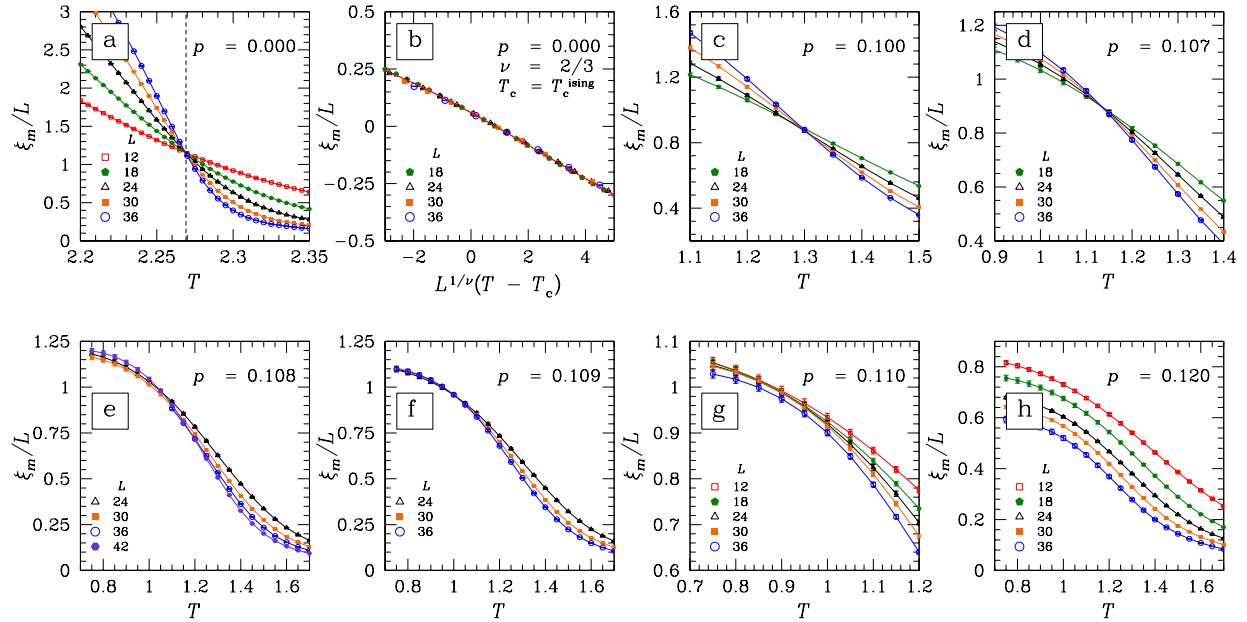 a
p = 0.000
ξm/L
3
2.5
2
1.5
1
0.5
0
L
12
18
24
30
36
2.2 2.25 2.3 2.35
T
b
p = 0.000
ν = 2/3
Tc = Tc^ising
ξm/L
0.5
0.25
0
−0.25
−0.5
L
18
24
30
36
−2 0 2 4
L^1/ν(T − Tc)
c
p = 0.100
ξm/L
1.6
1.2
0.8
0.4
L
18
24
30
36
1.1 1.2 1.3 1.4 1.5
T
d
p = 0.107
ξm/L
1.2
1
0.8
0.6
0.4
L
18
24
30
36
0.9 1 1.1 1.2 1.3 1.4
T
e
p = 0.108
ξm/L
1.25
1
0.75
0.5
0.25
0
L
24
30
36
42
0.8 1 1.2 1.4 1.6
T
f
p = 0.109
ξm/L
1.25
1
0.75
0.5
0.25
0
L
24
30
36
0.8 1 1.2 1.4 1.6
T
g
p = 0.110
ξm/L
1.1
1
0.9
0.8
0.7
0.6
L
12
18
24
30
36
0.7 0.8 0.9 1 1.1 1.2
T
h
p = 0.120
ξm/L
0.8
0.6
0.4
0.2
0
L
12
18
24
30
36
0.8 1 1.2 1.4 1.6
T